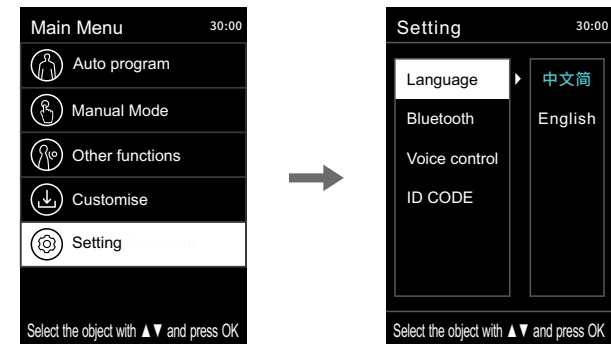 Main Menu 30:00
Auto program
Manual Mode
Other functions
Customise
Setting
Select the object with ▲▼ and press OK
Setting 30:00
Language 中文简
Bluetooth English
Voice control
ID CODE
Select the object with ▲▼ and press OK